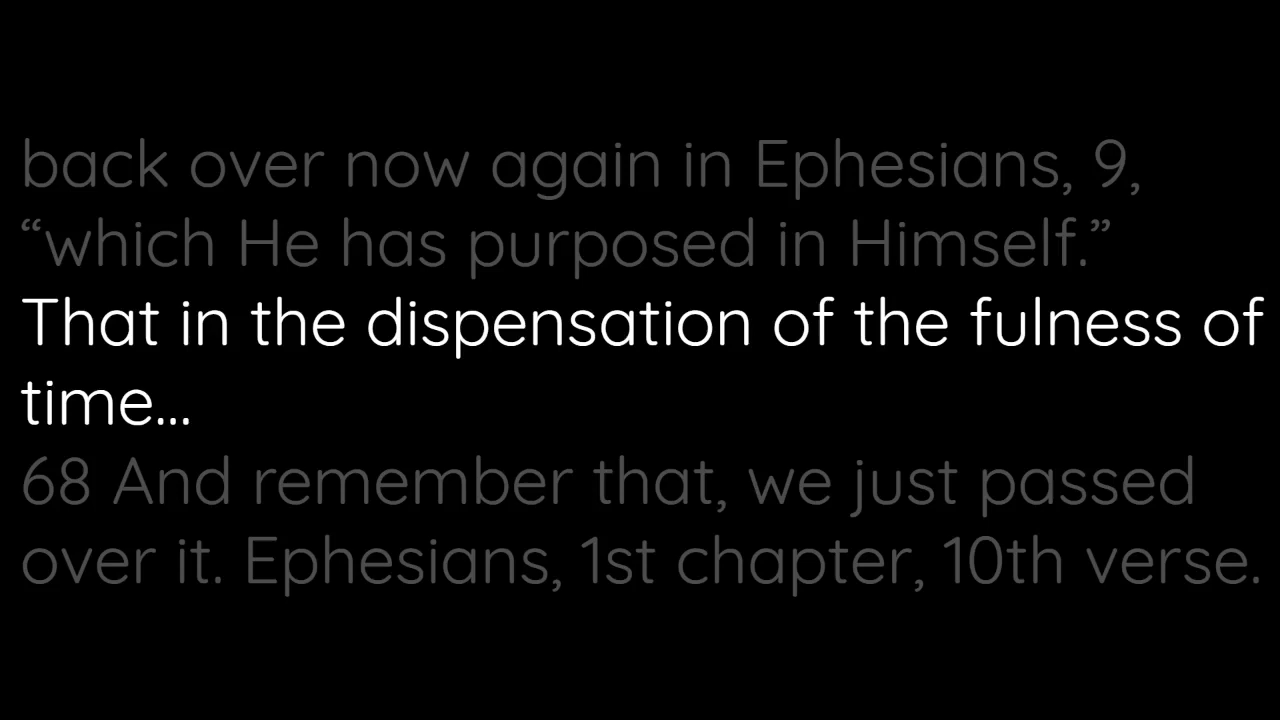 back over now again in Ephesians, 9,
“which He has purposed in Himself.”
That in the dispensation of the fulness of
time...
68 And remember that, we just passed
over it. Ephesians, 1st chapter, 10th verse.